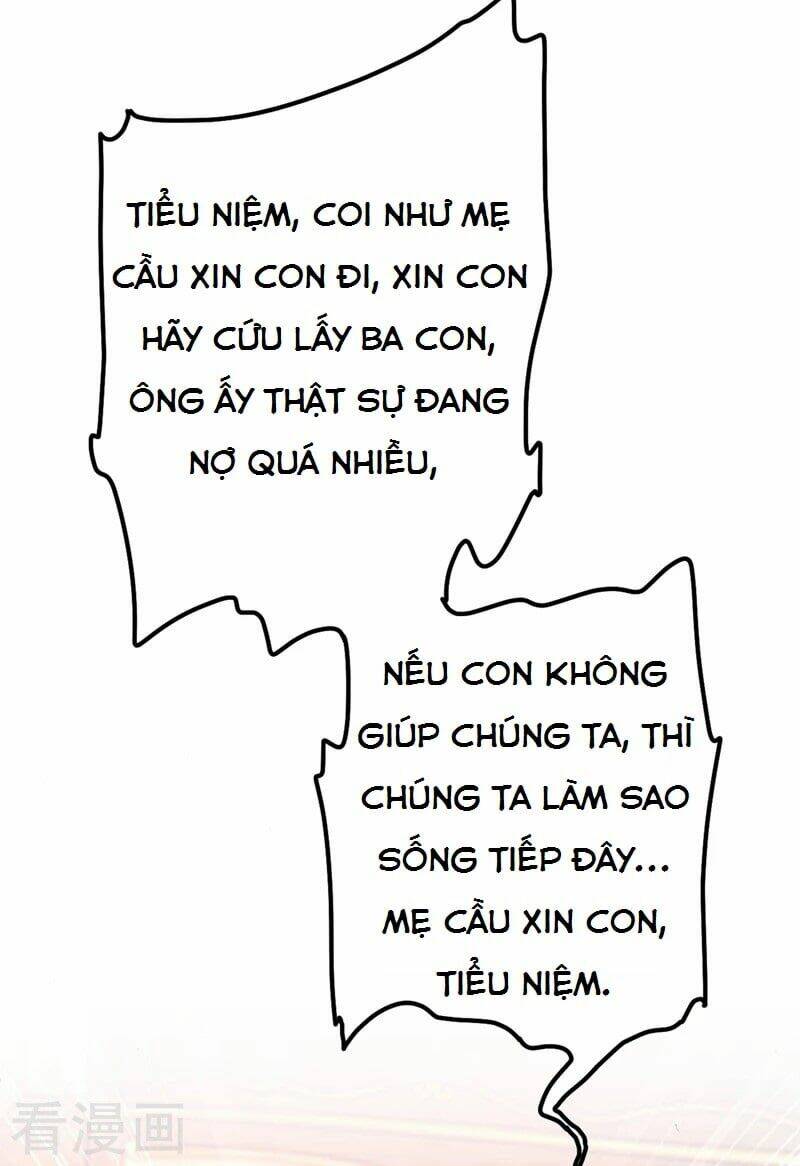 TIỂU NIỆM, COI NHƯ MẸ
CẦU XIN CON ĐI, XIN CON
HÃY CỨU LẤY BA CON,
ÔNG ẤY THẬT SỰ ĐANG
NỢ QUÁ NHIỀU,
NẾU CON KHÔNG
GIÚP CHÚNG TA, THÌ
CHÚNG TA LÀM SAO
SỐNG TIẾP ĐÂY...
MẸ CẦU XIN CON,
TIỂU NIỆM.
看漫画